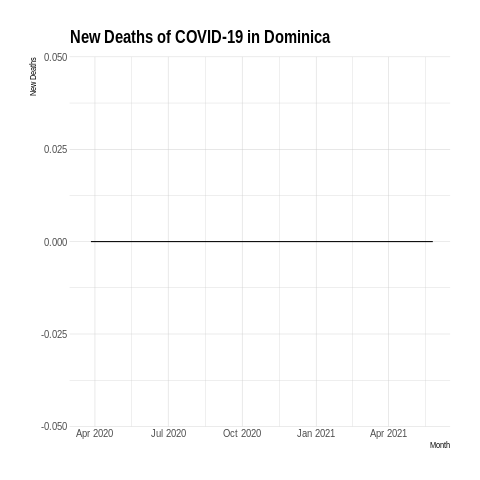 New Deaths of COVID-19 in Dominica
New Deaths
0.050
0.025
0.000
-0.025
-0.050
Apr 2020 Jul 2020 Oct 2020 Jan 2021 Apr 2021
Month